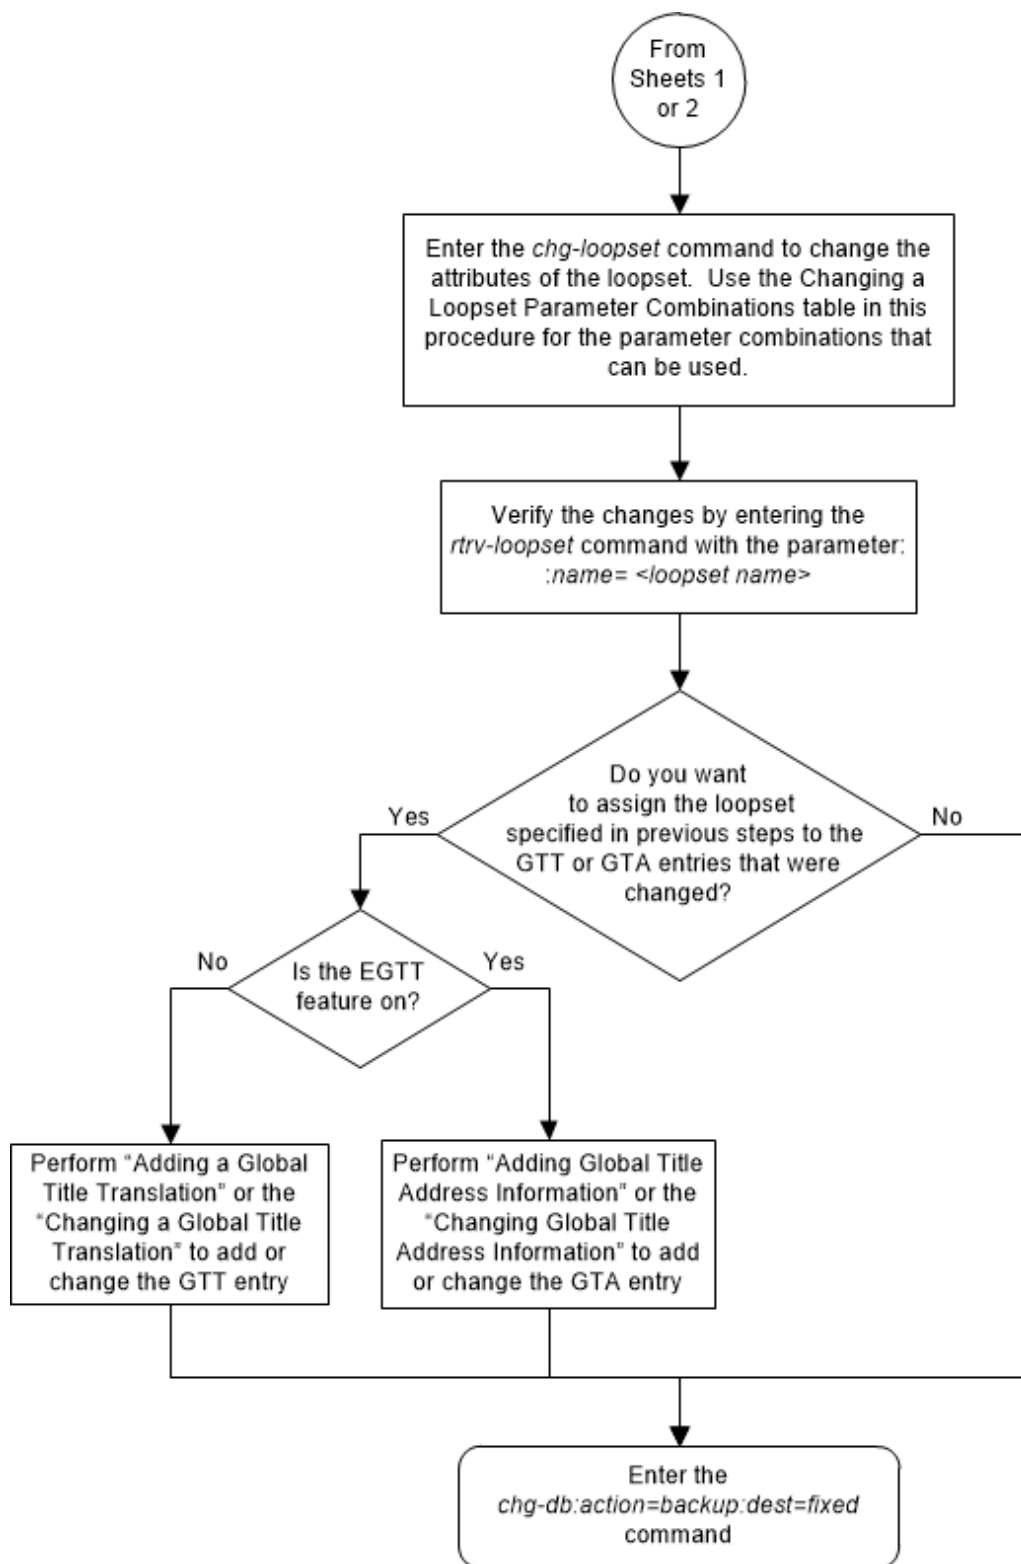 From
Sheets 1
or 2
Enter the chg-loopset command to change the
attributes of the loopset. Use the Changing a
Loopset Parameter Combinations table in this
procedure for the parameter combinations that
can be used.
Verify the changes by entering the
rtrv-loopset command with the parameter:
:name= <loopset name>
Do you want
to assign the loopset
specified in previous steps to the
GTT or GTA entries that were
changed?
Yes
No
Is the EGTT
feature on?
No
Yes
Perform “Adding a Global
Title Translation” or the
“Changing a Global Title
Translation” to add or
change the GTT entry
Perform “Adding Global Title
Address Information” or the
“Changing Global Title
Address Information” to add
or change the GTA entry
Enter the
chg-db:action=backup:dest=fixed
command